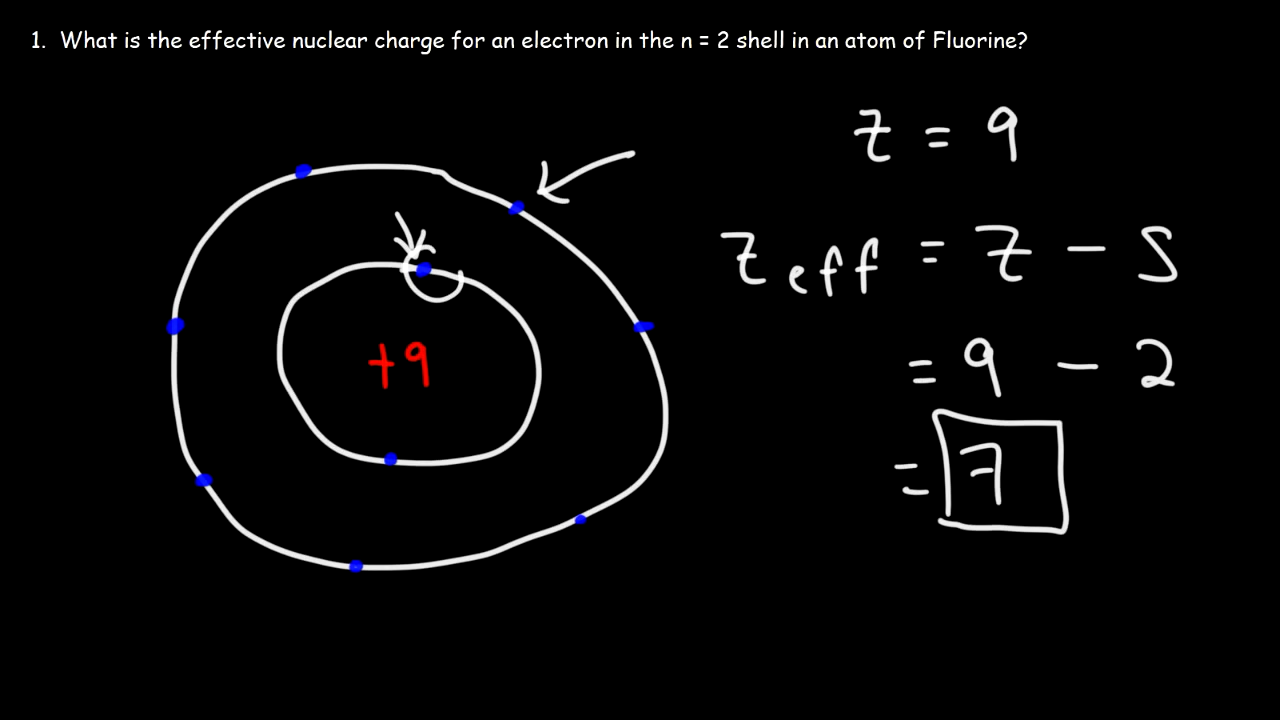 1. What is the effective nuclear charge for an electron in the n = 2 shell in an atom of Fluorine?
z = 9
z eff = z - s
+9
= 9 - 2
= 7